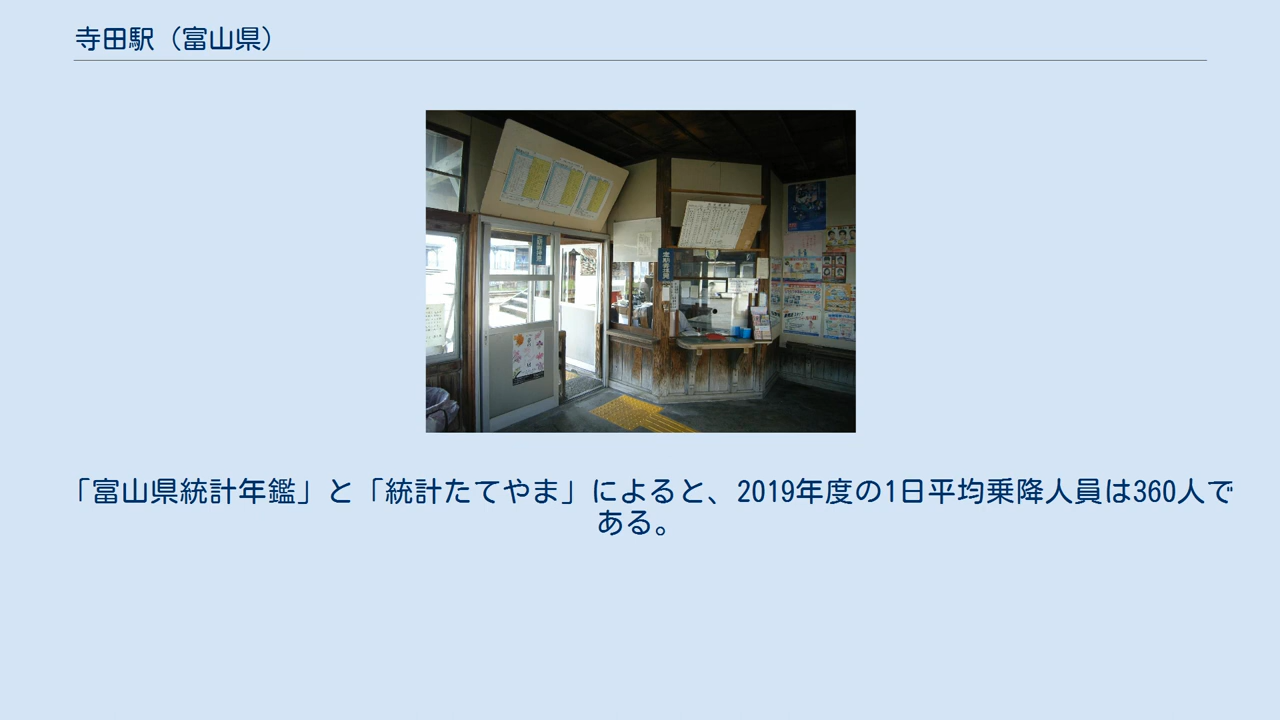 寺田駅（富山県）
「富山県統計年鑑」と「統計たてやま」によると、2019年度の1日平均乗降人員は360人で
ある。